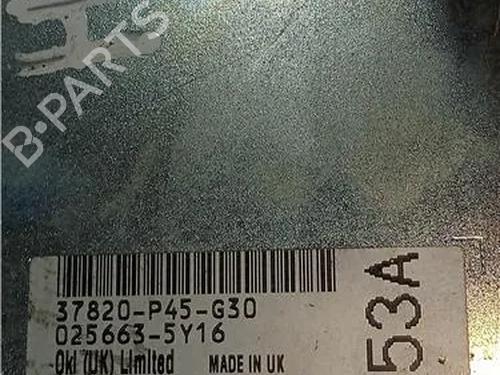 B-PARTS
37820-P45-G30
025663-5Y16
Oki (UK) Limited MADE IN UK
53A